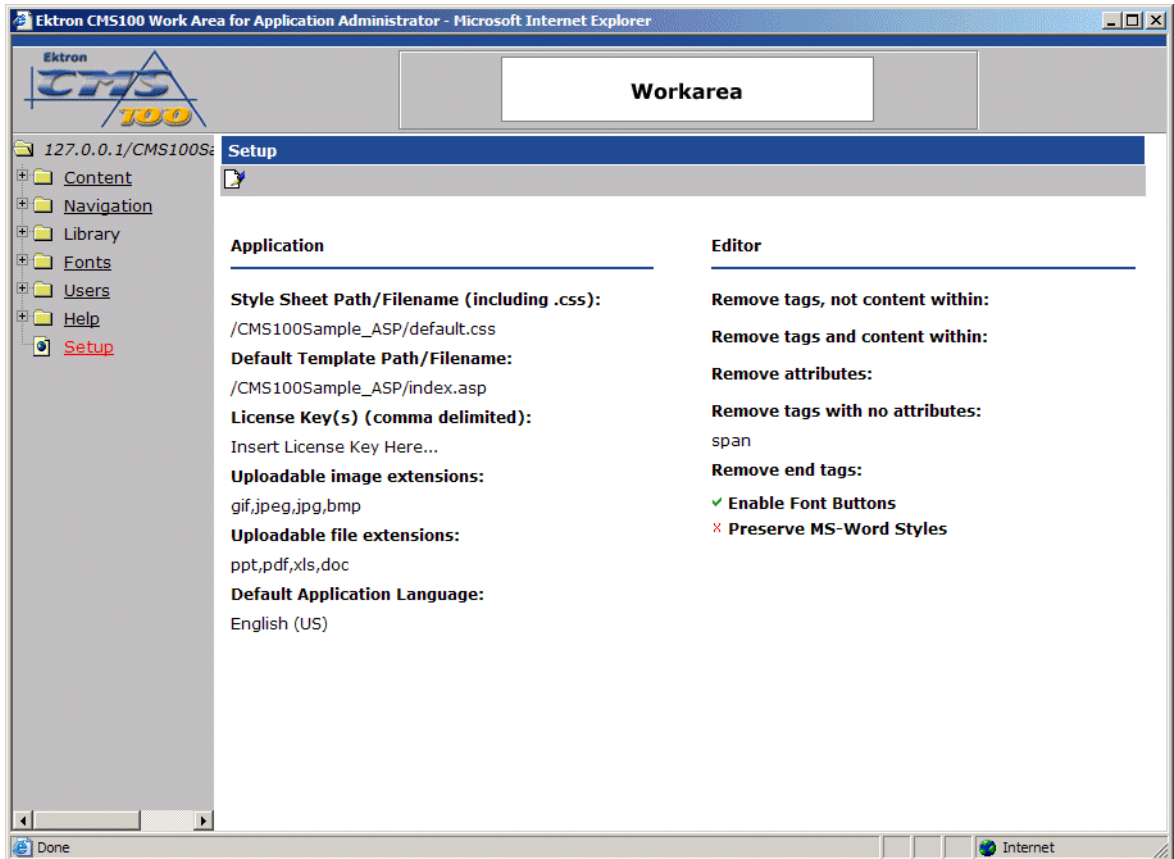 Ektron CMS100 Work Area for Application Administrator - Microsoft Internet Explorer
Ektron
CMS
100
Workarea
127.0.0.1/CMS100Sa
Content
Navigation
Library
Fonts
Users
Help
Setup
Setup
Application
Style Sheet Path/Filename (including .css):
/CMS100Sample_ASP/default.css
Default Template Path/Filename:
/CMS100Sample_ASP/index.asp
License Key(s) (comma delimited):
Insert License Key Here...
Uploadable image extensions:
gif,jpeg,jpg,bmp
Uploadable file extensions:
ppt,pdf,xls,doc
Default Application Language:
English (US)
Editor
Remove tags, not content within:
Remove tags and content within:
Remove attributes:
Remove tags with no attributes:
span
Remove end tags:
Enable Font Buttons
Preserve MS-Word Styles
Done
Internet